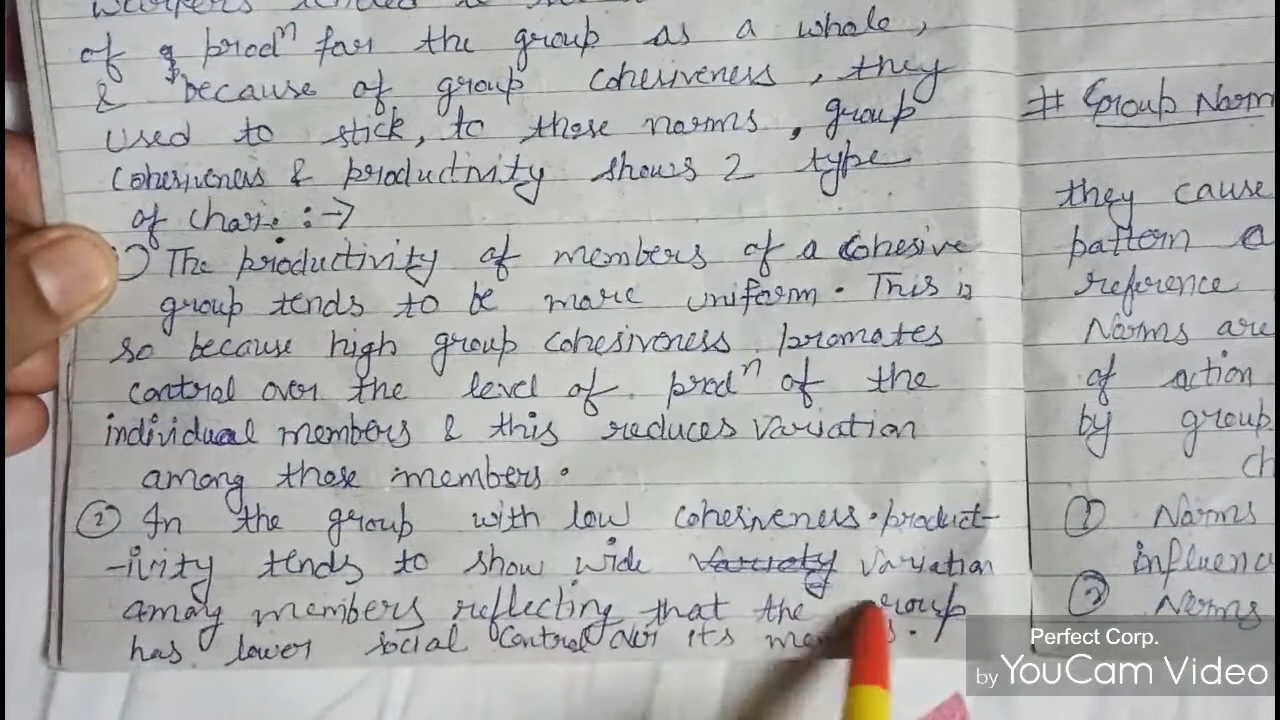 of prodⁿ for the group as a whole,
& because of group cohesiveness, they
used to stick, to these norms, group
cohesiveness & productivity shows 2 type
of char. :→
1) The productivity of members of a cohesive
group tends to be more uniform. This is
so because high group cohesiveness promotes
control over the level of prodⁿ of the
individual members & this reduces variation
among those members.
② In the group with low cohesiveness. product-
-ivity tends to show wide variation
among members reflecting that the group
has lower social control over its
# Group Norm
they cause
pattern a
reference
Norms are
of action
by group
ch
① Norms
influenc
② Norms
Perfect Corp.
by YouCam Video